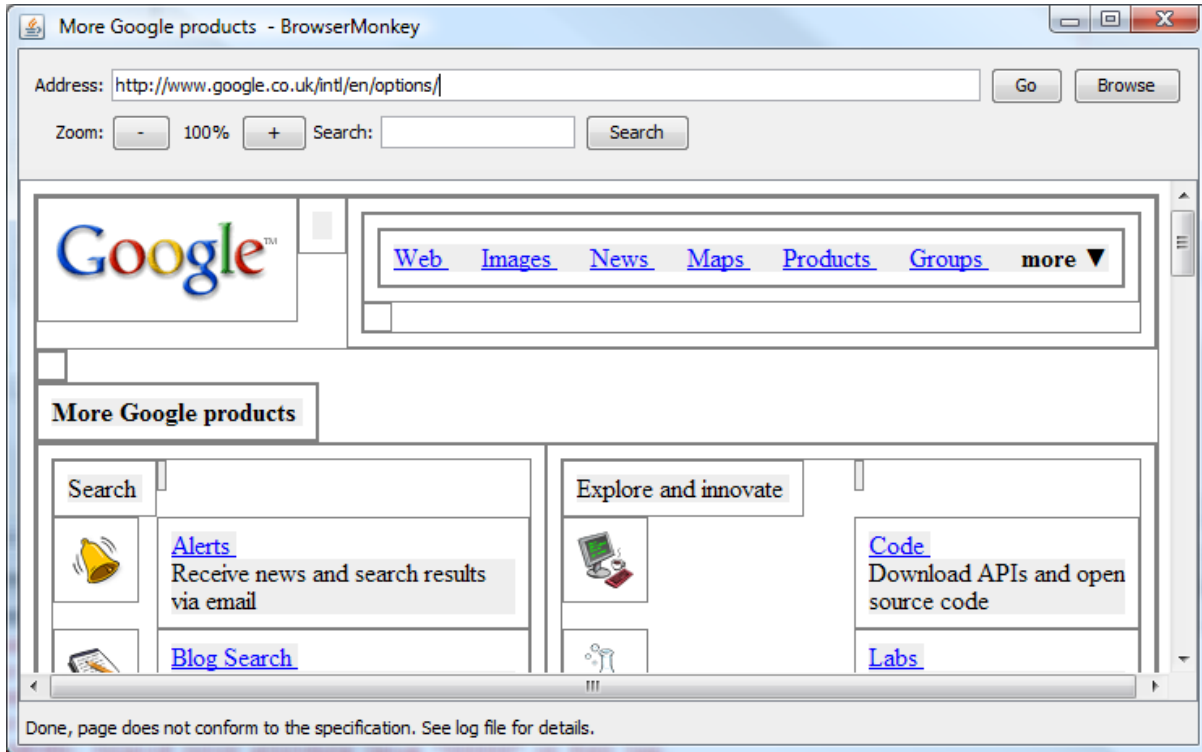 More Google products - BrowserMonkey
Address: http://www.google.co.uk/intl/en/options/ Go Browse
Zoom: - 100% + Search: Search
Google™ Web Images News Maps Products Groups more ▼
More Google products
Search Explore and innovate
Alerts Code
Receive news and search results Download APIs and open
via email source code
Blog Search Labs
Done, page does not conform to the specification. See log file for details.